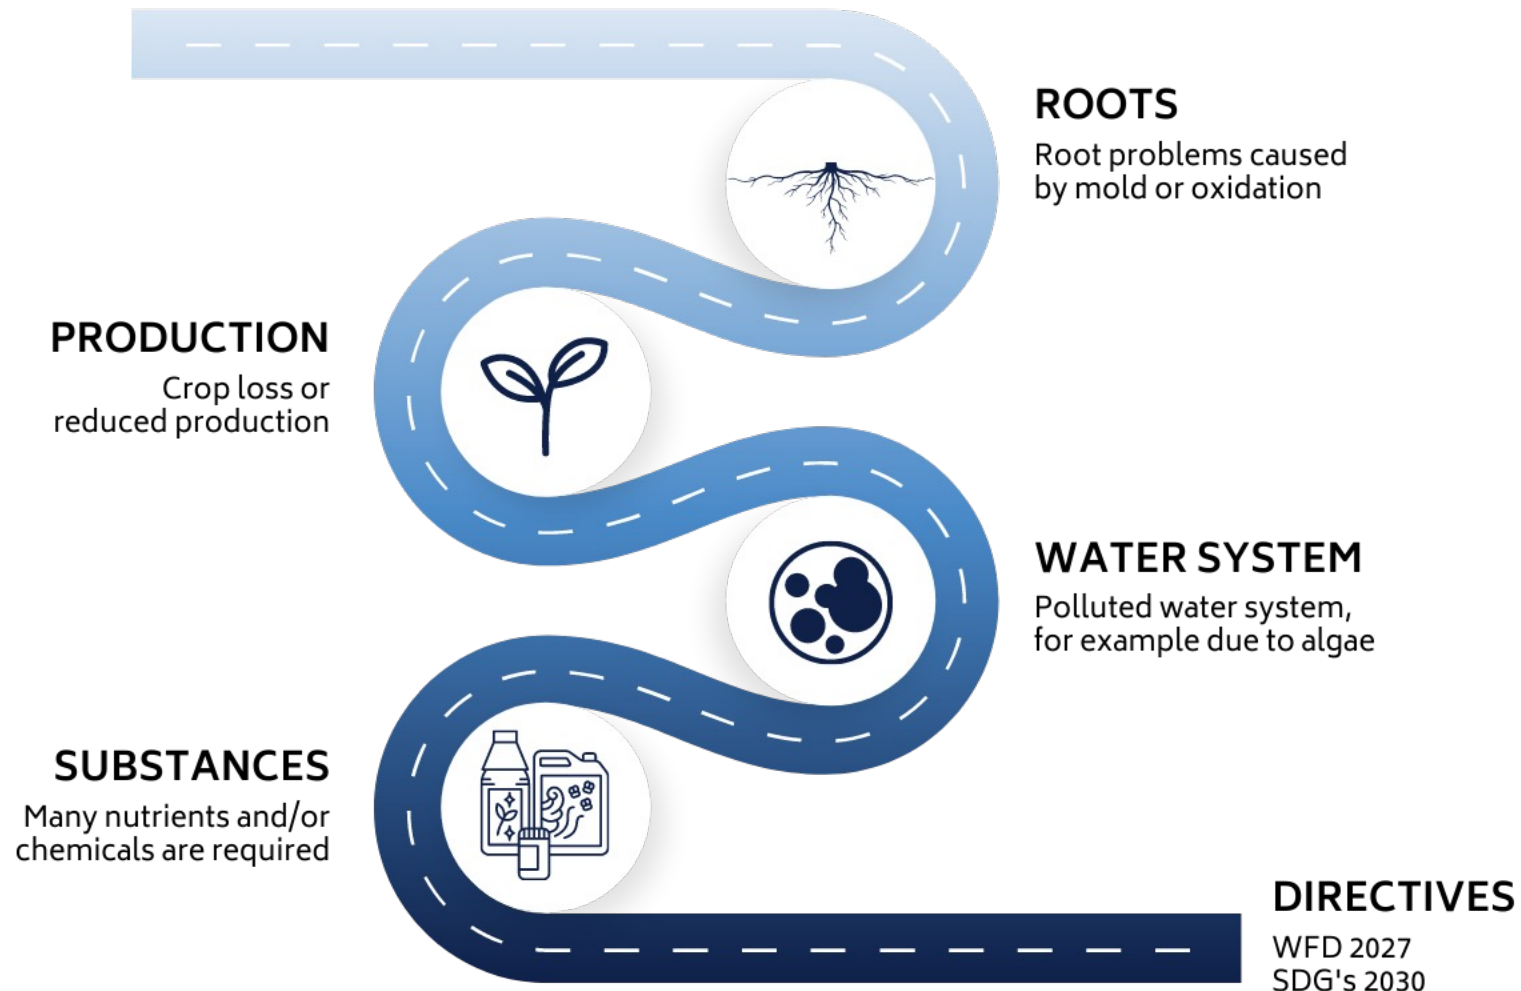 ROOTS
Root problems caused
by mold or oxidation
PRODUCTION
Crop loss or
reduced production
WATER SYSTEM
Polluted water system,
for example due to algae
SUBSTANCES
Many nutrients and/or
chemicals are required
DIRECTIVES
WFD 2027
SDG's 2030